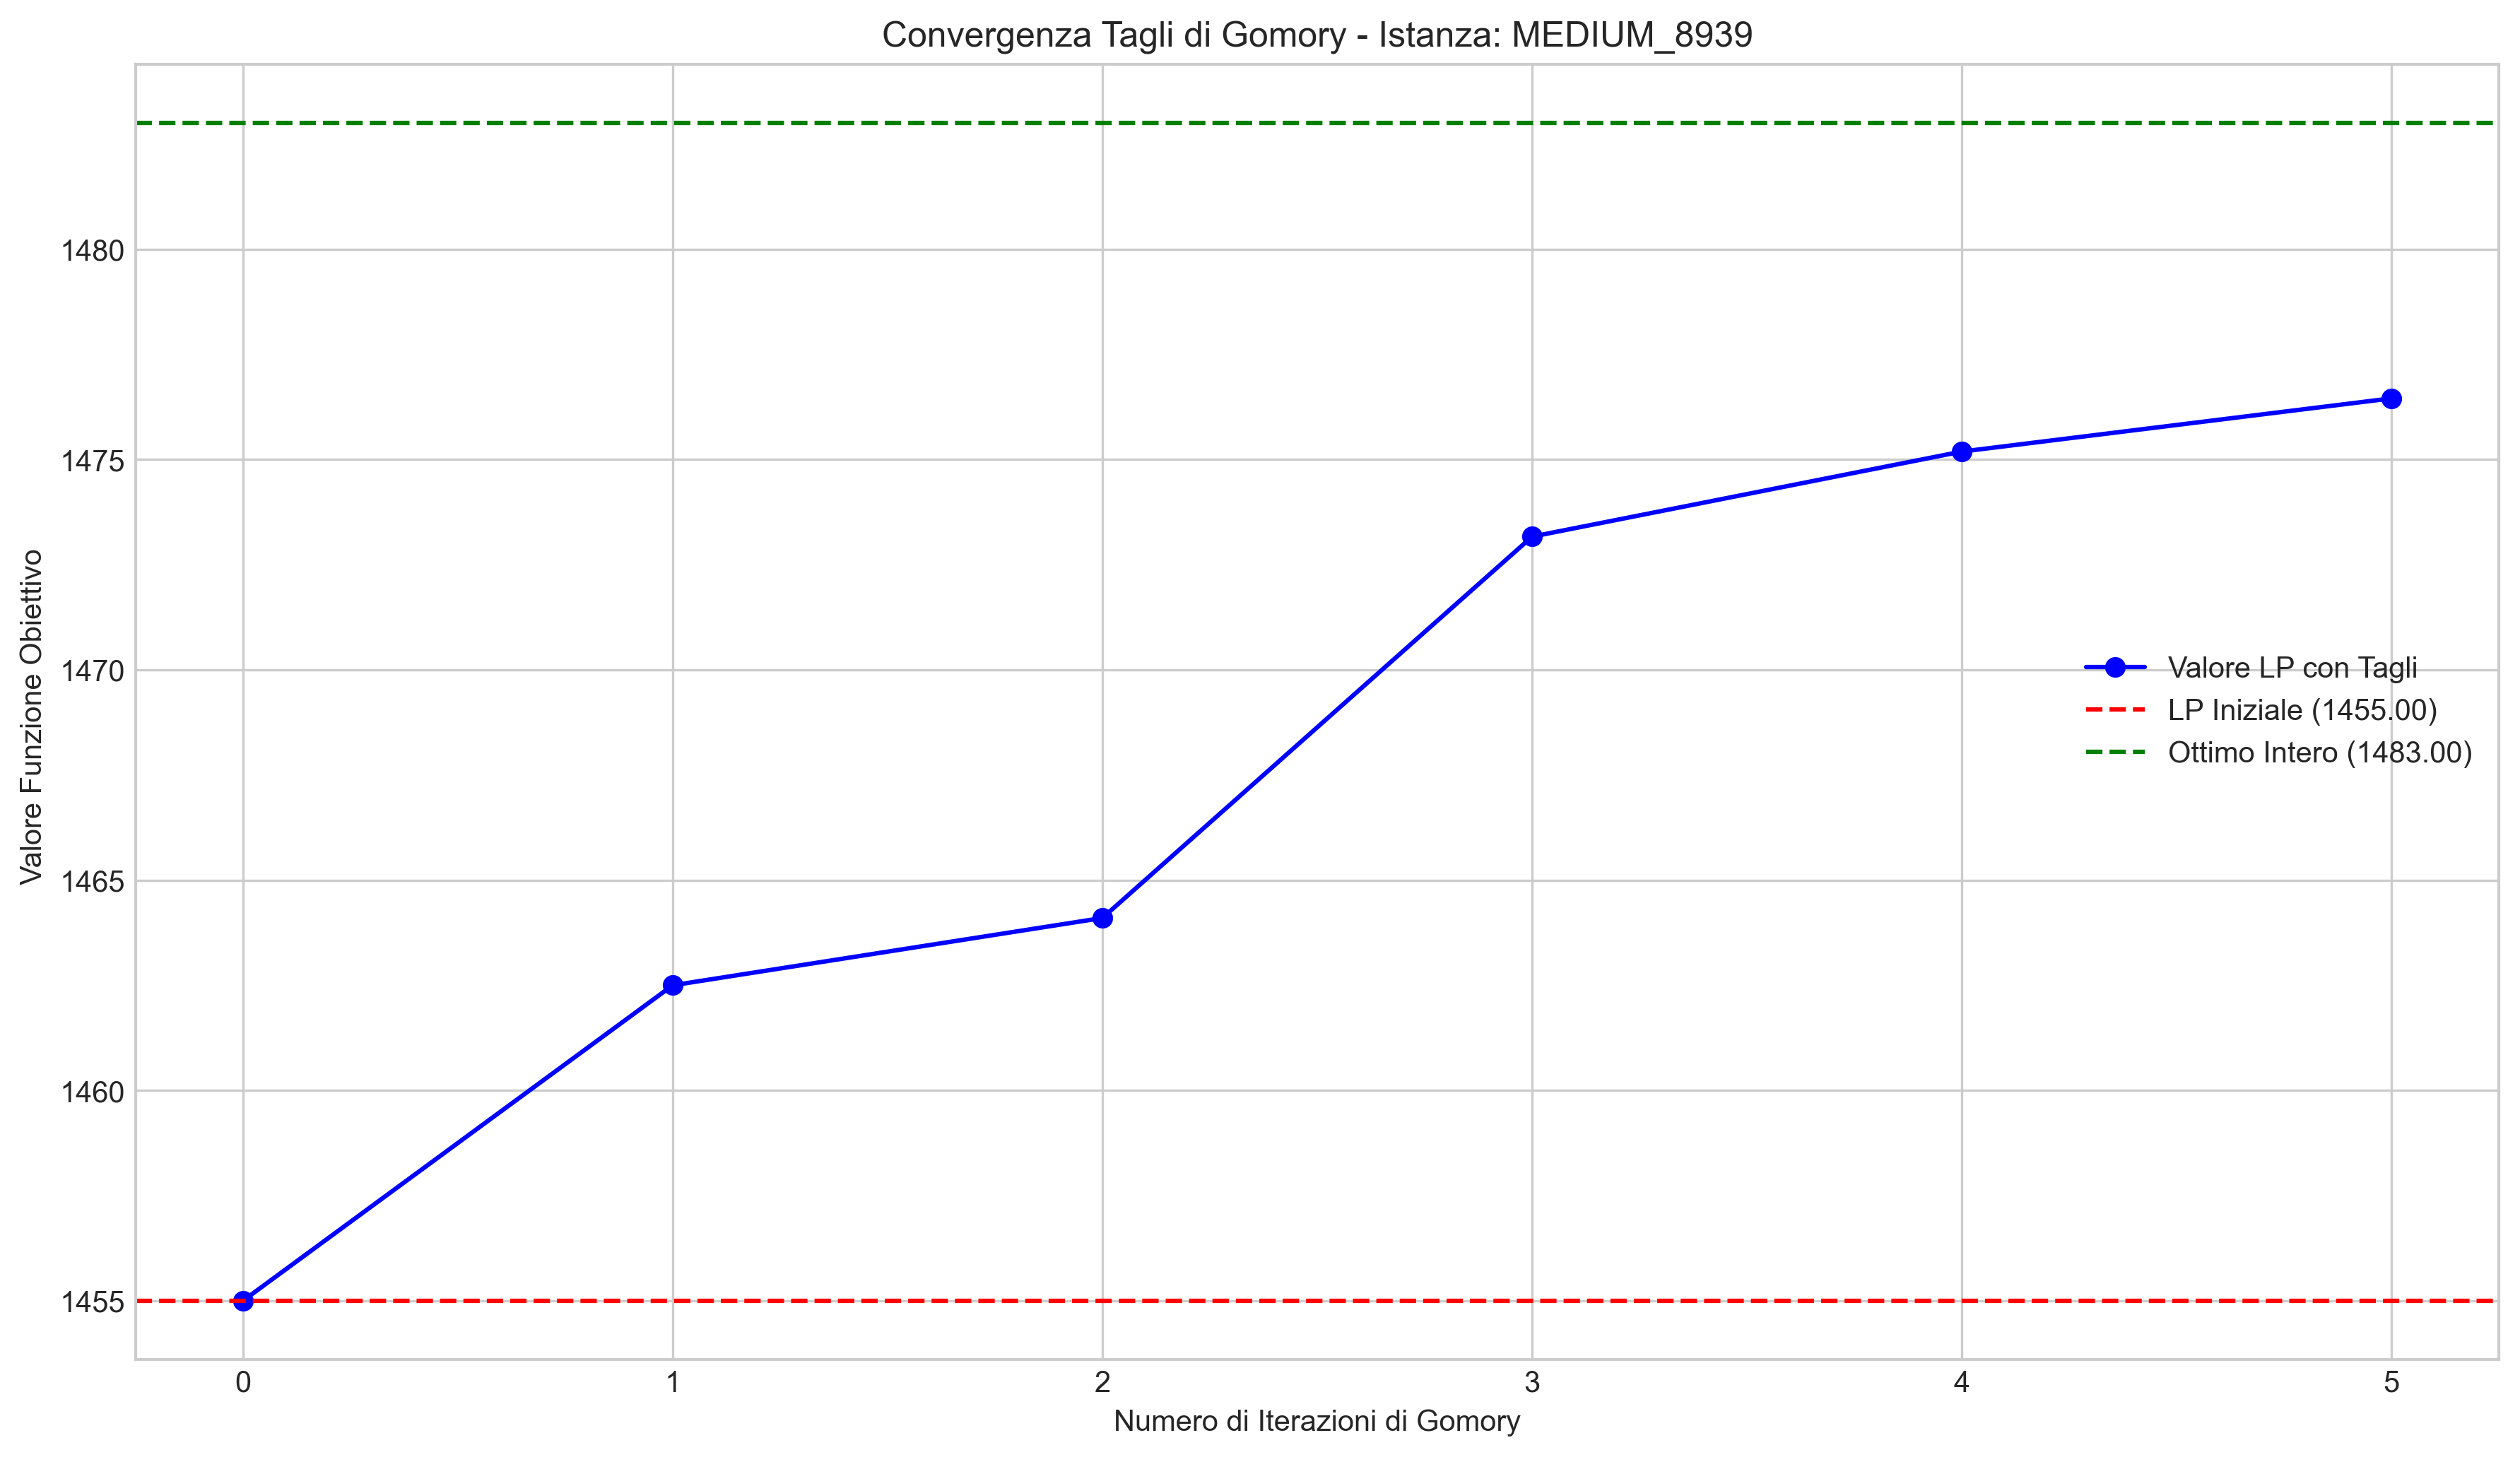 Convergenza Tagli di Gomory - Istanza: MEDIUM_8939
Valore Funzione Obiettivo
1480
1475
1470
1465
1460
1455
Valore LP con Tagli
LP Iniziale (1455.00)
Ottimo Intero (1483.00)
0 1 2 3 4 5
Numero di Iterazioni di Gomory